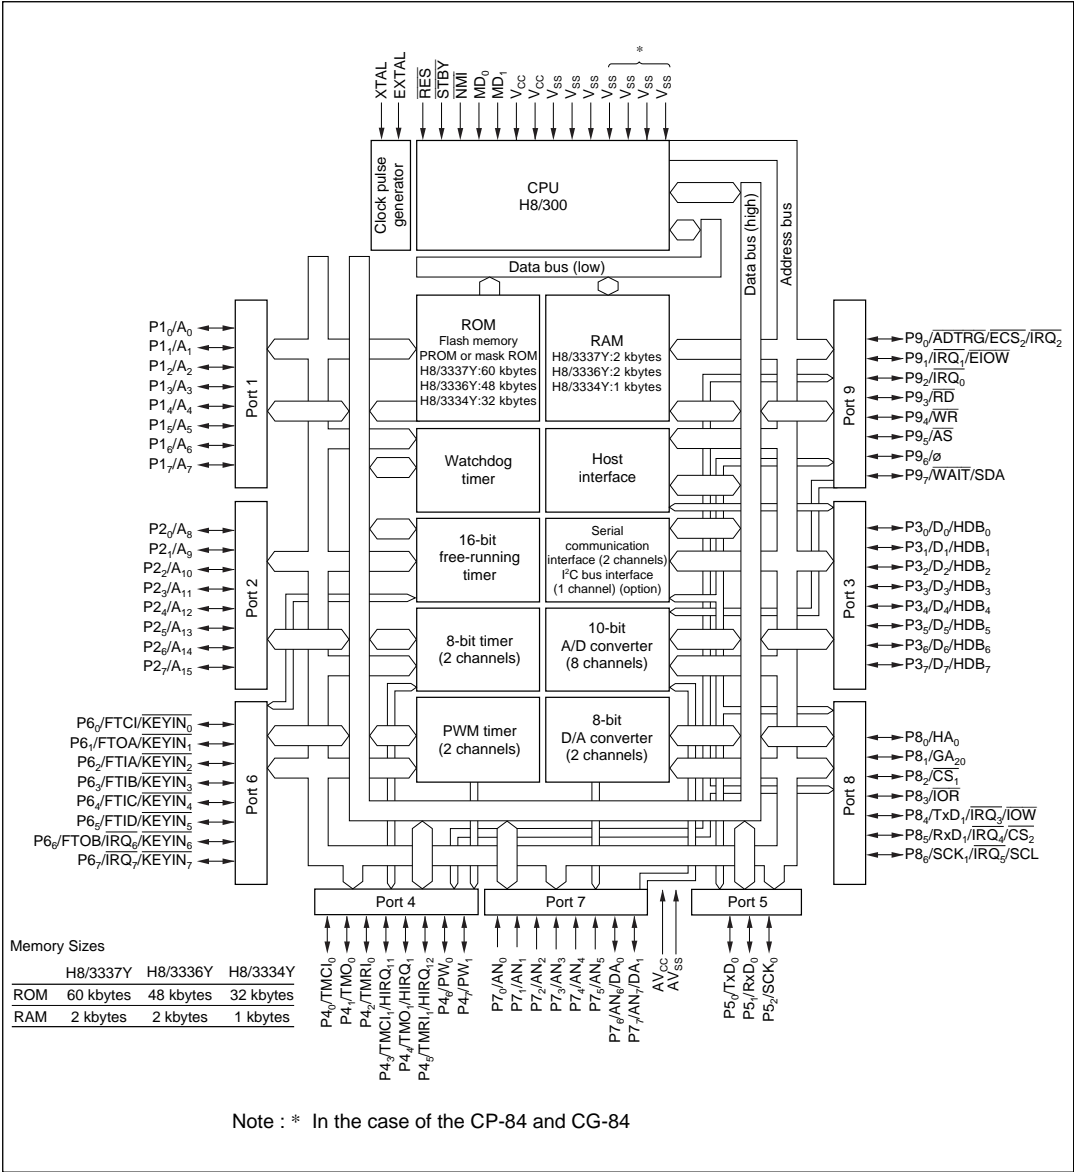 *
XTAL
EXTAL
RES
STBY
NMI
MD0
MD1
VCC
VCC
VSS
VSS
VSS
VSS
VSS
VSS
VSS
Clock pulse
generator
CPU
H8/300
Data bus (low)
Data bus (high)
Address bus
ROM
Flash memory
PROM or mask ROM
H8/3337Y:60 kbytes
H8/3336Y:48 kbytes
H8/3334Y:32 kbytes
RAM
H8/3337Y:2 kbytes
H8/3336Y:2 kbytes
H8/3334Y:1 kbytes
Watchdog
timer
Host
interface
16-bit
free-running
timer
Serial
communication
interface (2 channels)
I²C bus interface
(1 channel) (option)
8-bit timer
(2 channels)
10-bit
A/D converter
(8 channels)
PWM timer
(2 channels)
8-bit
D/A converter
(2 channels)
P10/A0
P11/A1
P12/A2
P13/A3
P14/A4
P15/A5
P16/A6
P17/A7
Port 1
P20/A8
P21/A9
P22/A10
P23/A11
P24/A12
P25/A13
P26/A14
P27/A15
Port 2
P60/FTCI/KEYIN0
P61/FTOA/KEYIN1
P62/FTIA/KEYIN2
P63/FTIB/KEYIN3
P64/FTIC/KEYIN4
P65/FTID/KEYIN5
P66/FTOB/IRQ6/KEYIN6
P67/IRQ7/KEYIN7
Port 6
Port 9
P90/ADTRG/ECS2/IRQ2
P91/IRQ1/EIOW
P92/IRQ0
P93/RD
P94/WR
P95/AS
P96/ø
P97/WAIT/SDA
Port 3
P30/D0/HDB0
P31/D1/HDB1
P32/D2/HDB2
P33/D3/HDB3
P34/D4/HDB4
P35/D5/HDB5
P36/D6/HDB6
P37/D7/HDB7
Port 8
P80/HA0
P81/GA20
P82/CS1
P83/IOR
P84/TxD1/IRQ3/IOW
P85/RxD1/IRQ4/CS2
P86/SCK1/IRQ5/SCL
Port 4
Port 7
Port 5
P40/TMCI0
P41/TMO0
P42/TMRI0
P43/TMCI1/HIRQ11
P44/TMO1/HIRQ1
P45/TMRI1/HIRQ12
P46/PW0
P47/PW1
P70/AN0
P71/AN1
P72/AN2
P73/AN3
P74/AN4
P75/AN5
P76/AN6/DA0
P77/AN7/DA1
AVCC
AVSS
P50/TxD0
P51/RxD0
P52/SCK0
Memory Sizes
H8/3337Y H8/3336Y H8/3334Y
ROM 60 kbytes 48 kbytes 32 kbytes
RAM 2 kbytes 2 kbytes 1 kbytes
Note : * In the case of the CP-84 and CG-84